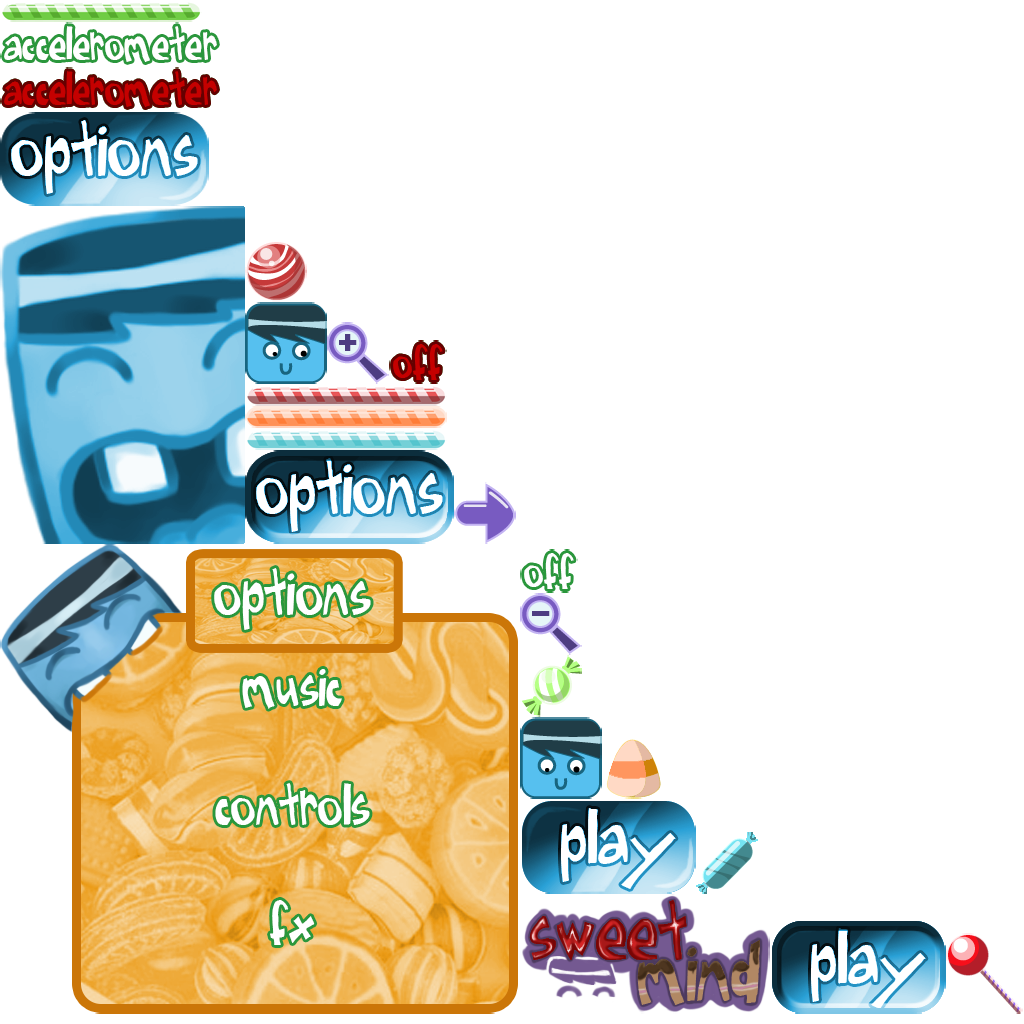 accelerometer
accelerometer
options
off
options
off
options
music
controls
fx
play
sweet
mind
play